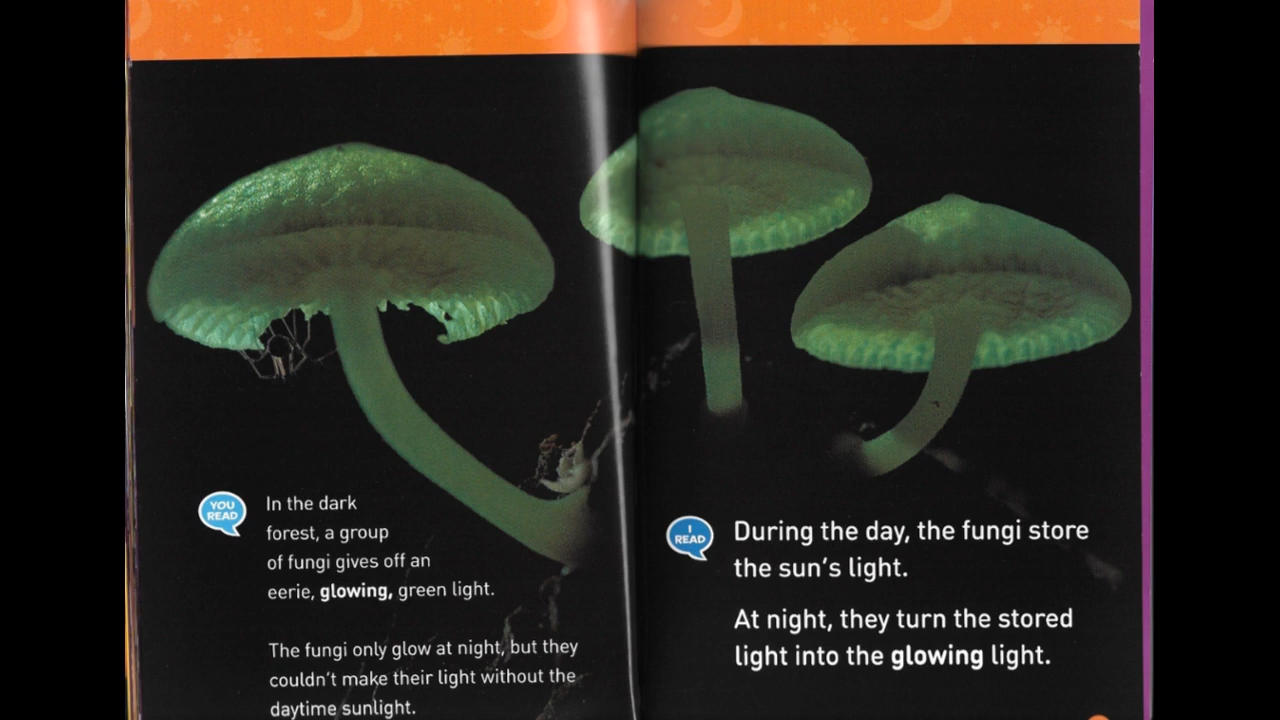 YOU
READ
In the dark
forest, a group
of fungi gives off an
eerie, glowing, green light.
The fungi only glow at night, but they
couldn't make their light without the
daytime sunlight.
I
READ
During the day, the fungi store
the sun's light.
At night, they turn the stored
light into the glowing light.